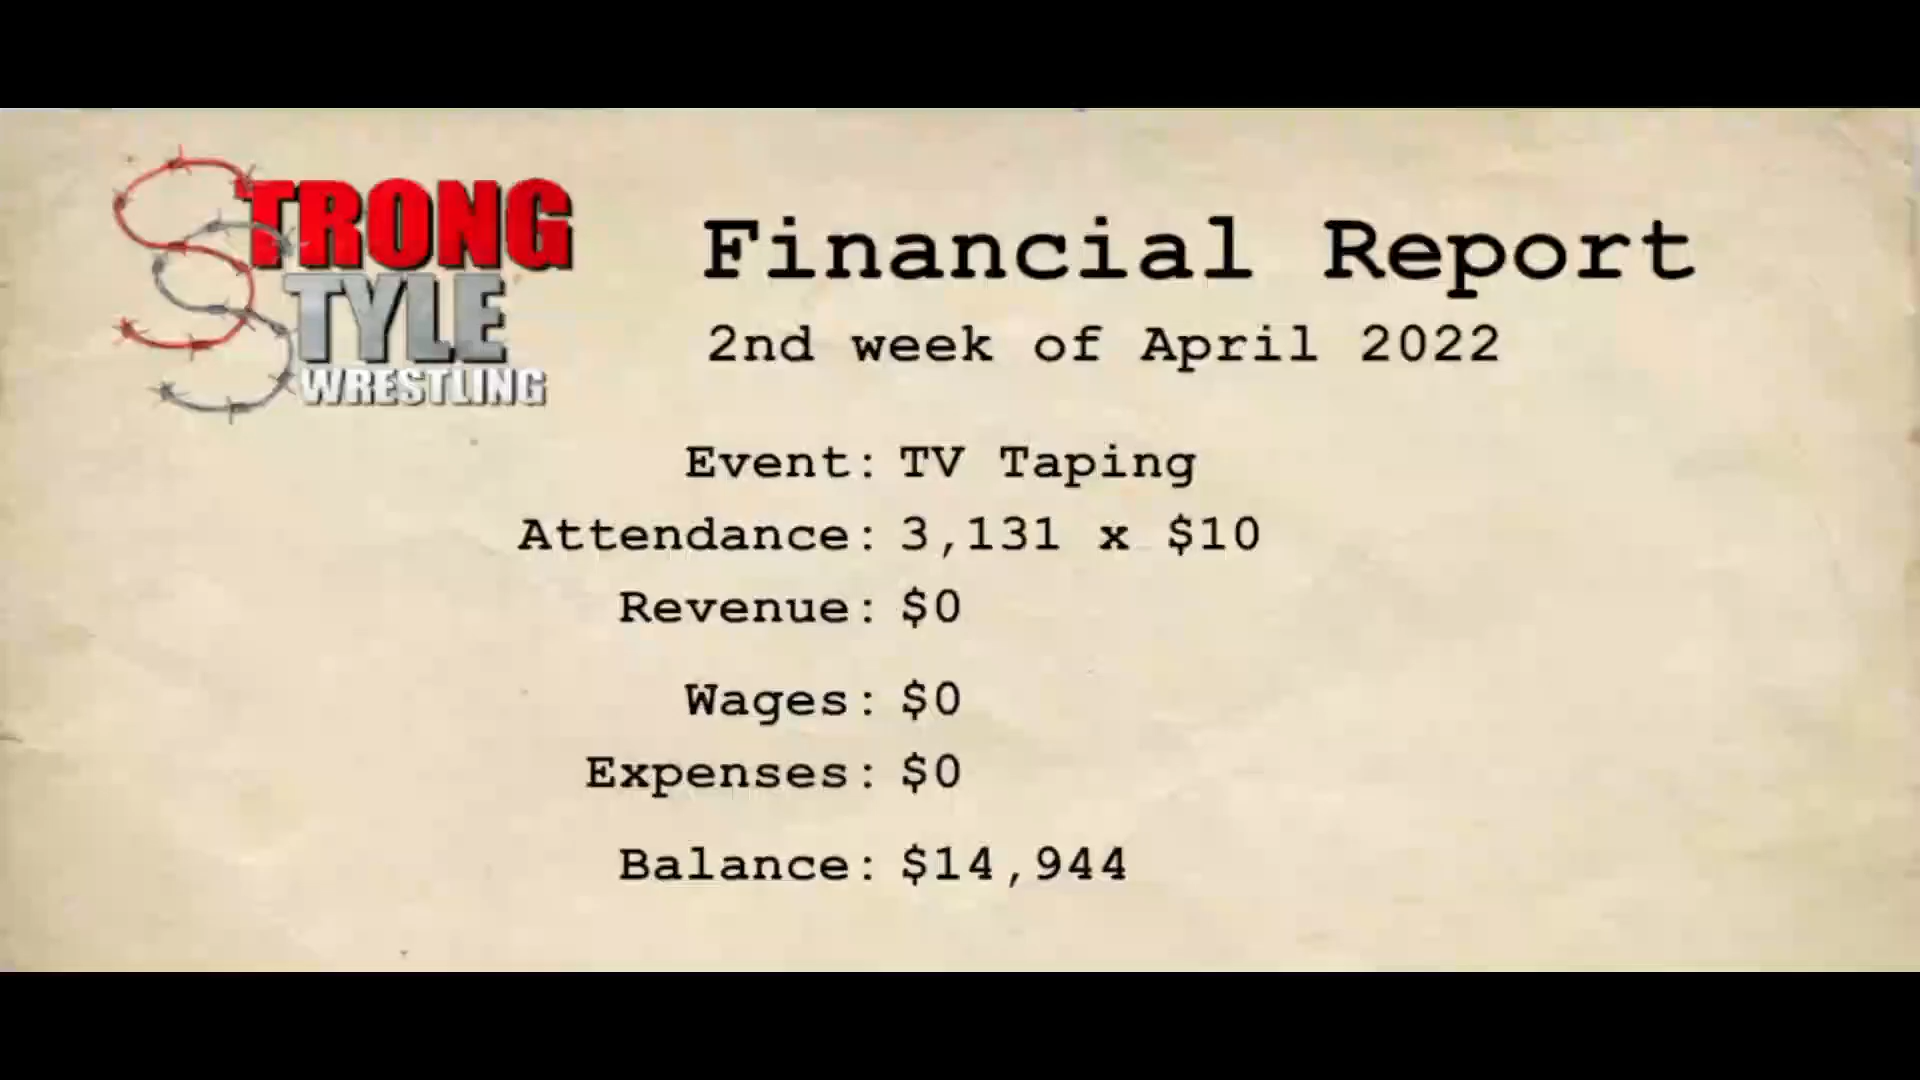 STRONG
STYLE
WRESTLING
Financial Report
2nd week of April 2022
Event: TV Taping
Attendance: 3,131 x $10
Revenue: $0
Wages: $0
Expenses: $0
Balance: $14,944